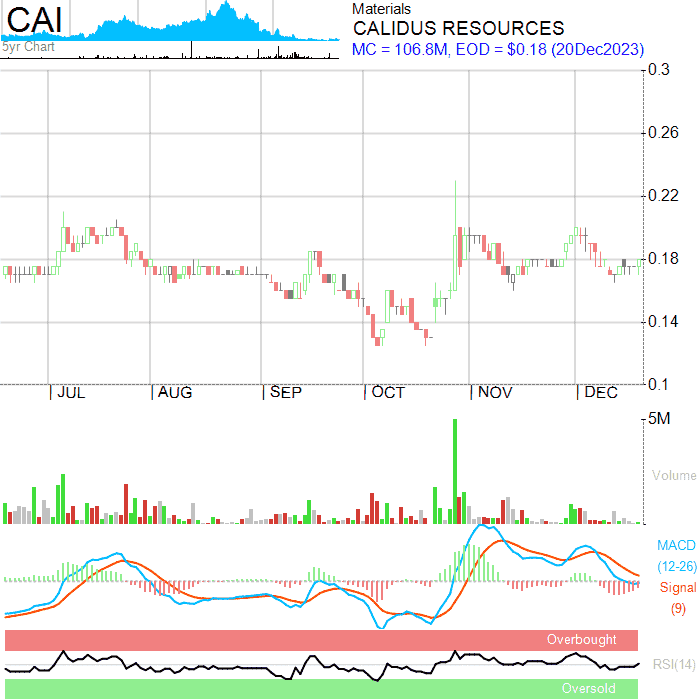 CAI
5yr Chart
Materials
CALIDUS RESOURCES
MC = 106.8M, EOD = $0.18 (20Dec2023)
0.3
0.26
0.22
0.18
0.14
0.1
JUL AUG SEP OCT NOV DEC
5M
Volume
MACD
(12-26)
Signal
(9)
Overbought
RSI(14)
Oversold